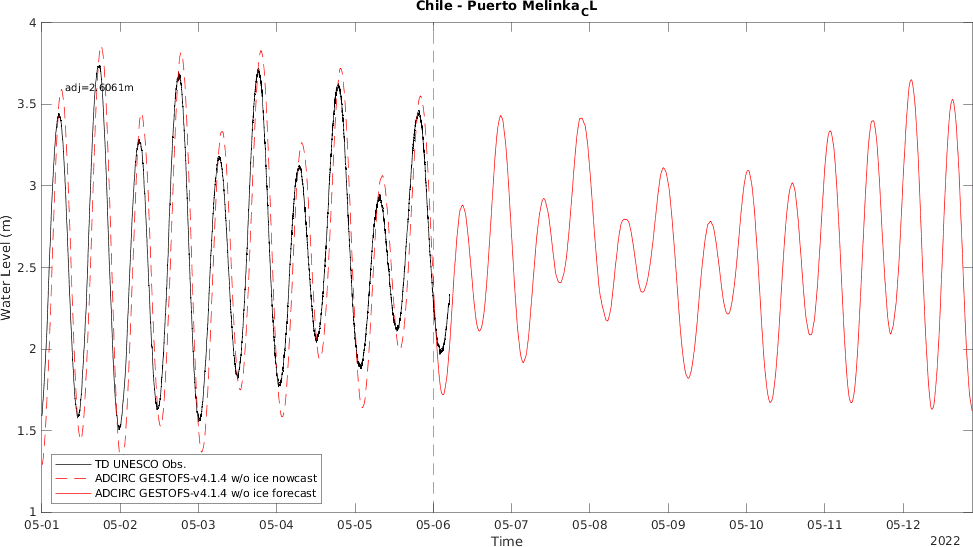 Chile - Puerto Melinka_CL
4
3.5
3
2.5
2
1.5
1
Water Level (m)
adj=2.6061m
TD UNESCO Obs.
ADCIRC GESTOFS-v4.1.4 w/o ice nowcast
ADCIRC GESTOFS-v4.1.4 w/o ice forecast
05-01 05-02 05-03 05-04 05-05 05-06 05-07 05-08 05-09 05-10 05-11 05-12
Time
2022